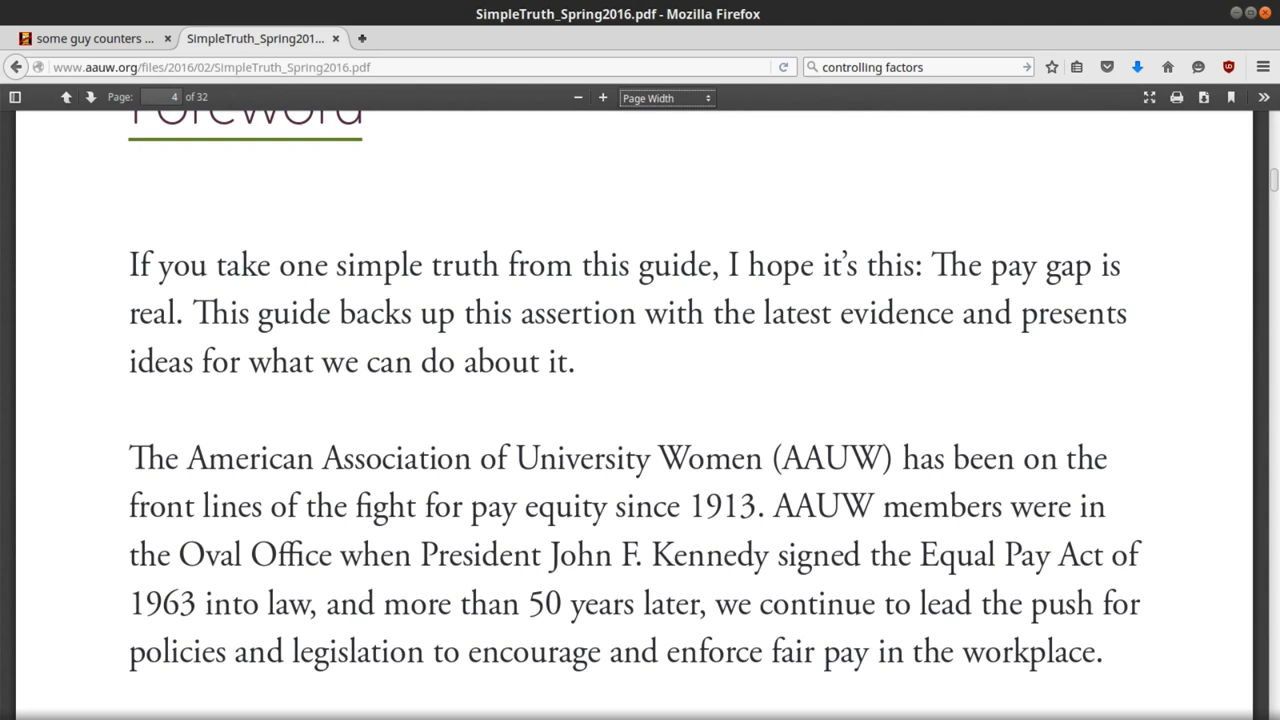 SimpleTruth_Spring2016.pdf - Mozilla Firefox
some guy counters ...
SimpleTruth_Spring201...
www.aauw.org/files/2016/02/SimpleTruth_Spring2016.pdf
controlling factors
Page: 4 of 32
Page Width
Foreword
If you take one simple truth from this guide, I hope it’s this: The pay gap is
real. This guide backs up this assertion with the latest evidence and presents
ideas for what we can do about it.
The American Association of University Women (AAUW) has been on the
front lines of the fight for pay equity since 1913. AAUW members were in
the Oval Office when President John F. Kennedy signed the Equal Pay Act of
1963 into law, and more than 50 years later, we continue to lead the push for
policies and legislation to encourage and enforce fair pay in the workplace.